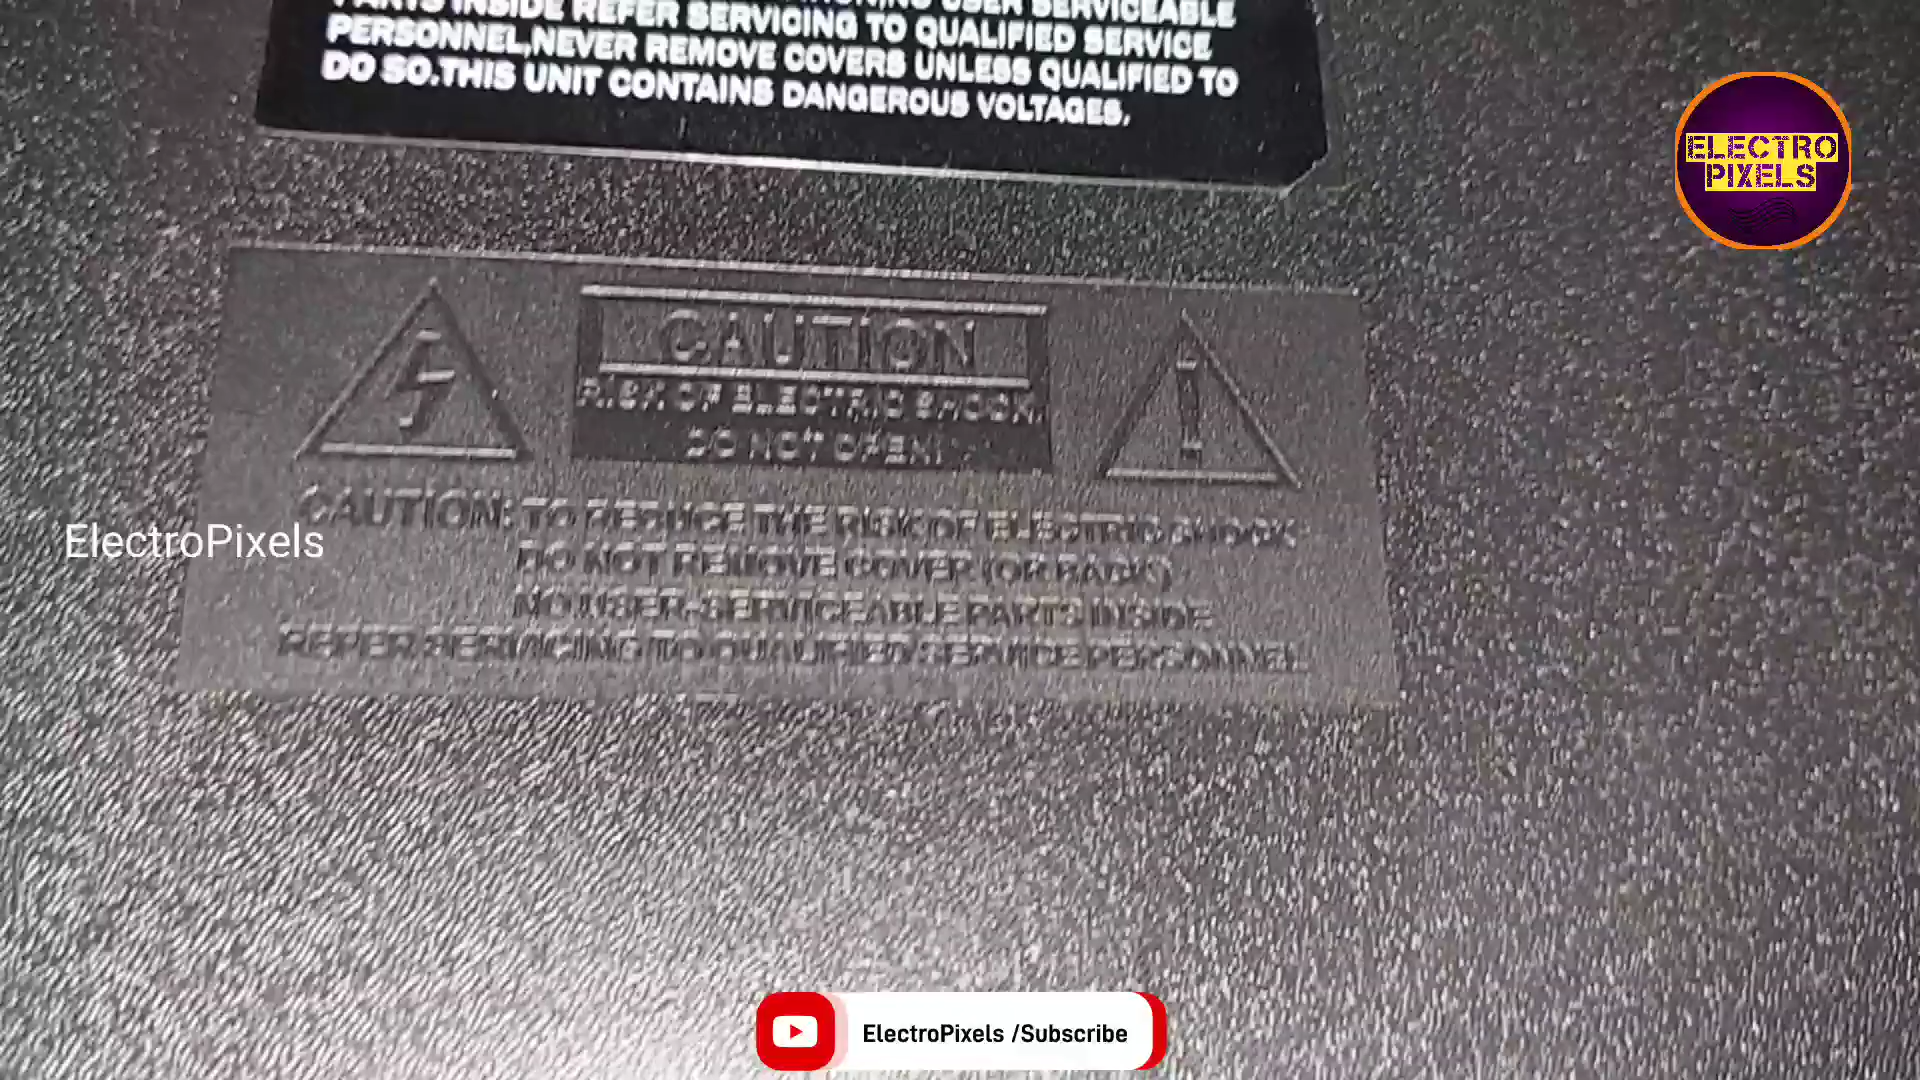 USER SERVICEABLE
PARTS INSIDE REFER SERVICING TO QUALIFIED SERVICE
PERSONNEL,NEVER REMOVE COVERS UNLESS QUALIFIED TO
DO SO.THIS UNIT CONTAINS DANGEROUS VOLTAGES.
ELECTRO
PIXELS
CAUTION
RISK OF ELECTRIC SHOCK
DO NOT OPEN!
CAUTION: TO REDUCE THE RISK OF ELECTRIC SHOCK
DO NOT REMOVE COVER (OR BACK)
NO USER-SERVICEABLE PARTS INSIDE
REFER SERVICING TO QUALIFIED SERVICE PERSONNEL
ElectroPixels
ElectroPixels /Subscribe